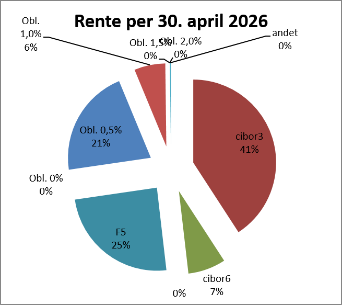 Rente per 30. april 2026
Obl.
1,0%
6%
Obl. 1,5%
0%
Obl. 2,0%
0%
andet
0%
cibor3
41%
Obl. 0,5%
21%
Obl. 0%
0%
F5
25%
0%
cibor6
7%